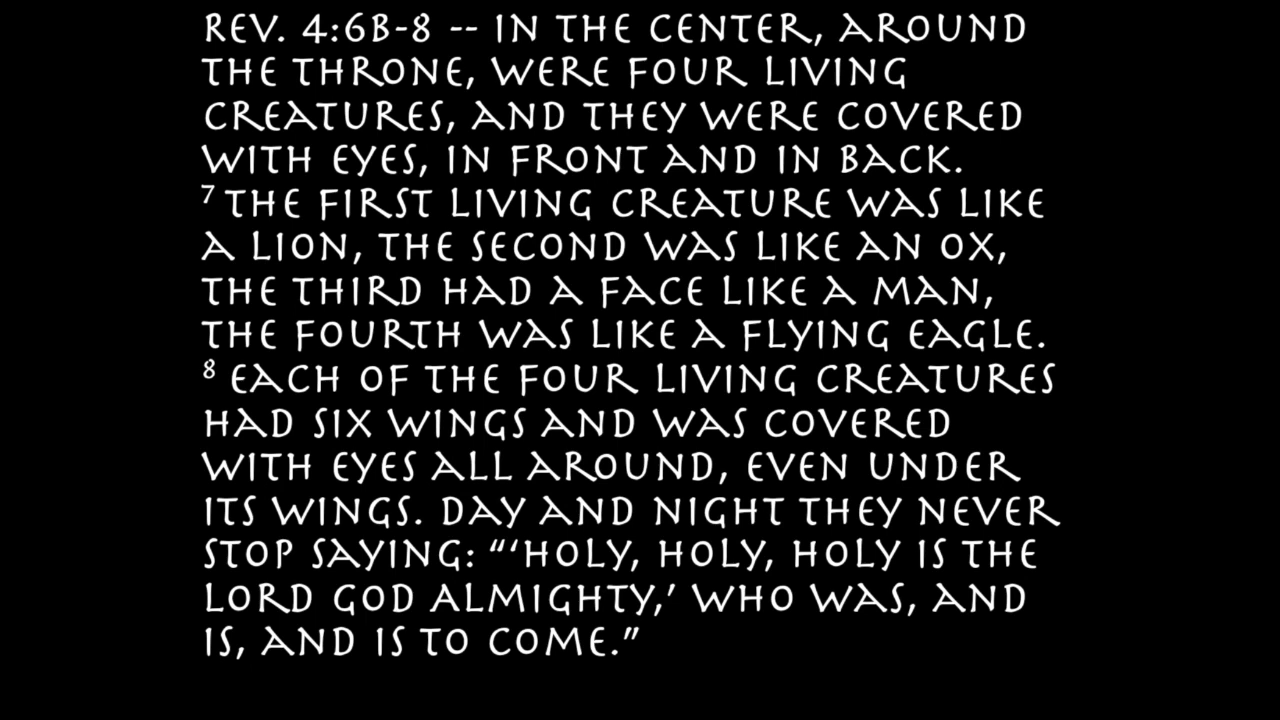 REV. 4:6B-8 -- IN THE CENTER, AROUND
THE THRONE, WERE FOUR LIVING
CREATURES, AND THEY WERE COVERED
WITH EYES, IN FRONT AND IN BACK.
7 THE FIRST LIVING CREATURE WAS LIKE
A LION, THE SECOND WAS LIKE AN OX,
THE THIRD HAD A FACE LIKE A MAN,
THE FOURTH WAS LIKE A FLYING EAGLE.
8 EACH OF THE FOUR LIVING CREATURES
HAD SIX WINGS AND WAS COVERED
WITH EYES ALL AROUND, EVEN UNDER
ITS WINGS. DAY AND NIGHT THEY NEVER
STOP SAYING: “‘HOLY, HOLY, HOLY IS THE
LORD GOD ALMIGHTY,’ WHO WAS, AND
IS, AND IS TO COME.”